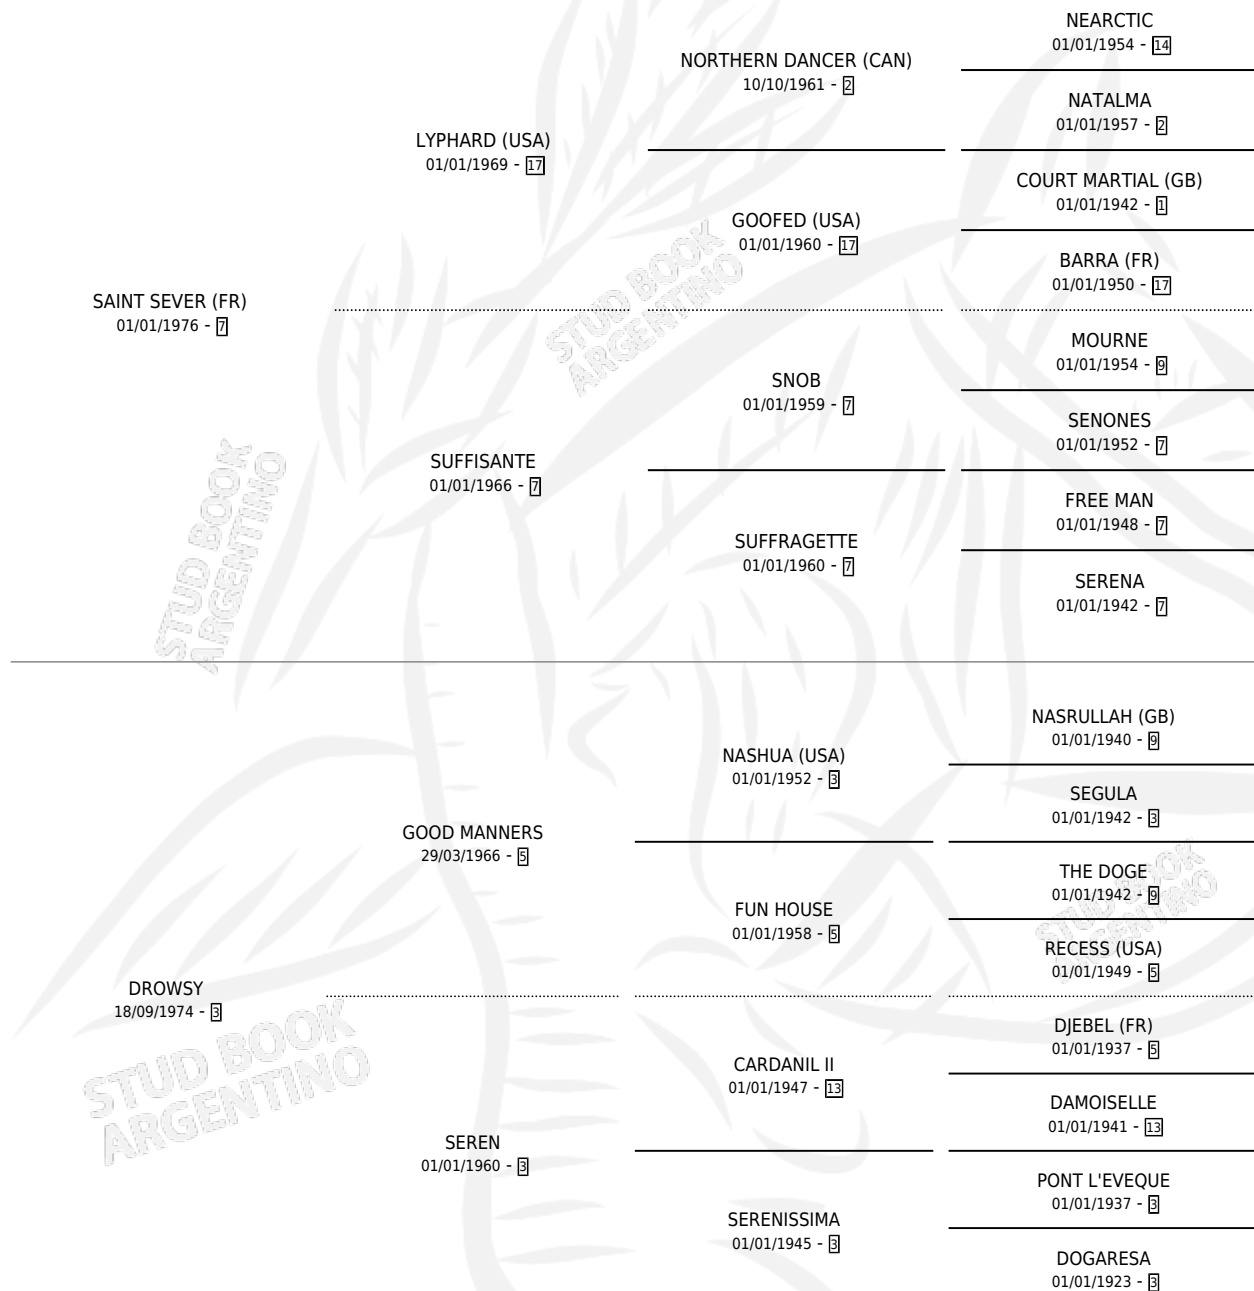 NEARCTIC
01/01/1954 - 14
NORTHERN DANCER (CAN)
10/10/1961 - 2
NATALMA
01/01/1957 - 2
LYPHARD (USA)
01/01/1969 - 17
COURT MARTIAL (GB)
01/01/1942 - 1
GOOFED (USA)
01/01/1960 - 17
BARRA (FR)
01/01/1950 - 17
SAINT SEVER (FR)
01/01/1976 - 7
MOURNE
01/01/1954 - 9
SNOB
01/01/1959 - 7
SENONES
01/01/1952 - 7
SUFFISANTE
01/01/1966 - 7
FREE MAN
01/01/1948 - 7
SUFFRAGETTE
01/01/1960 - 7
SERENA
01/01/1942 - 7
NASRULLAH (GB)
01/01/1940 - 9
NASHUA (USA)
01/01/1952 - 3
SEGULA
01/01/1942 - 3
GOOD MANNERS
29/03/1966 - 5
THE DOGE
01/01/1942 - 9
FUN HOUSE
01/01/1958 - 5
RECESS (USA)
01/01/1949 - 5
DROWSY
18/09/1974 - 3
DJEBEL (FR)
01/01/1937 - 5
CARDANIL II
01/01/1947 - 13
DAMOISELLE
01/01/1941 - 13
SEREN
01/01/1960 - 3
PONT L'EVEQUE
01/01/1937 - 3
SERENISSIMA
01/01/1945 - 3
DOGARESA
01/01/1923 - 3
STUD BOOK
ARGENTINO
STUD BOOK
ARGENTINO
STUD BOOK
ARGENTINO
STUD BOOK
ARGENTINO